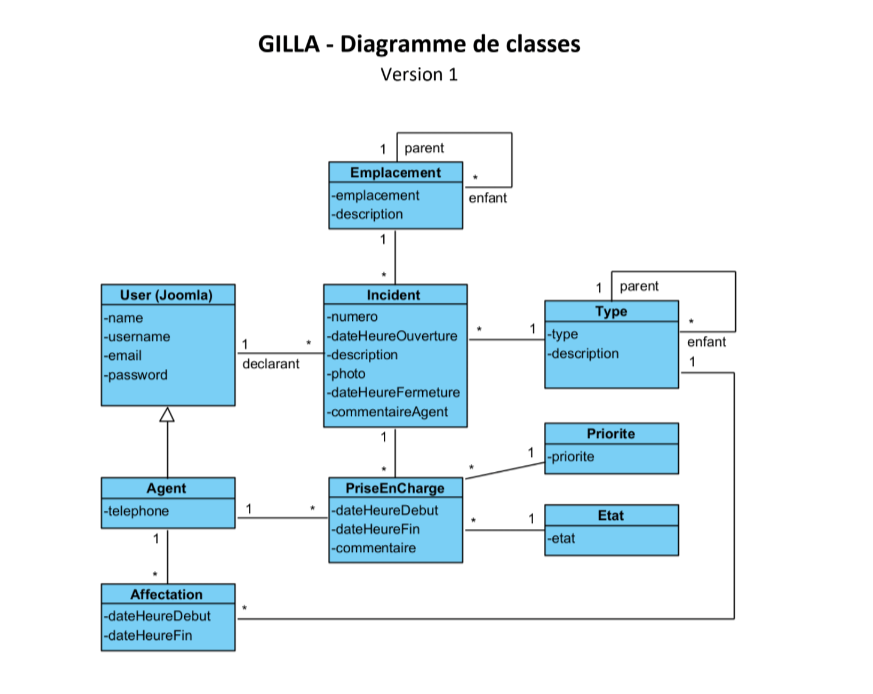 GILLA - Diagramme de classes
Version 1
1 parent
Emplacement
*
-emplacement
enfant
-description
1
*
User (Joomla)
-name
-username
-email
-password
1
*
declarant
Incident
-numero
-dateHeureOuverture
-description
-photo
-dateHeureFermeture
-commentaireAgent
*
1
1 parent
Type
*
-type
enfant
-description
1
1
*
Priorite
-priorite
*
1
Agent
-telephone
1
*
PriseEnCharge
-dateHeureDebut
-dateHeureFin
-commentaire
*
1
Etat
-etat
1
*
Affectation
*
-dateHeureDebut
-dateHeureFin